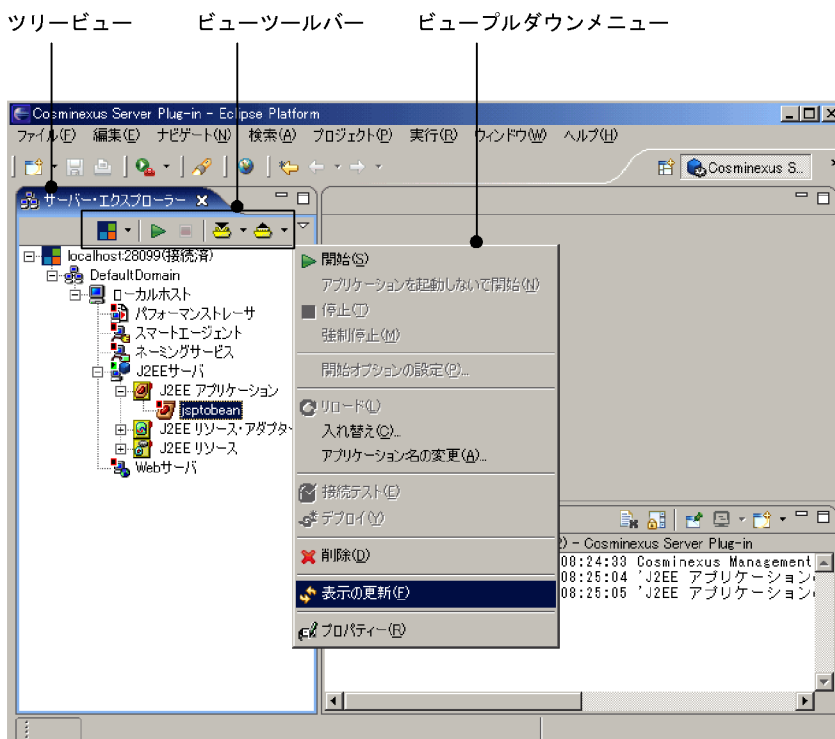 ツリービュー
ビューツールバー
ビュープルダウンメニュー
Cosminexus Server Plug-in - Eclipse Platform
ファイル(F) 編集(E) ナビゲート(N) 検索(A) プロジェクト(P) 実行(R) ウィンドウ(W) ヘルプ(H)
Cosminexus S...
サーバー・エクスプローラー
localhost:28099(接続済)
DefaultDomain
ローカルホスト
パフォーマンストレーサ
スマートエージェント
ネーミングサービス
J2EEサーバ
J2EE アプリケーション
jsptobean
J2EE リソース・アダプター
J2EE リソース
Webサーバ
開始(S)
アプリケーションを起動しないで開始(N)
停止(T)
強制停止(M)
開始オプションの設定(P)...
リロード(L)
入れ替え(C)...
アプリケーション名の変更(A)...
接続テスト(E)
デプロイ(Y)
削除(D)
表示の更新(F)
プロパティー(R)
2) - Cosminexus Server Plug-in
08:24:33 Cosminexus Management
08:25:04 'J2EE アプリケーション
08:25:05 'J2EE アプリケーション